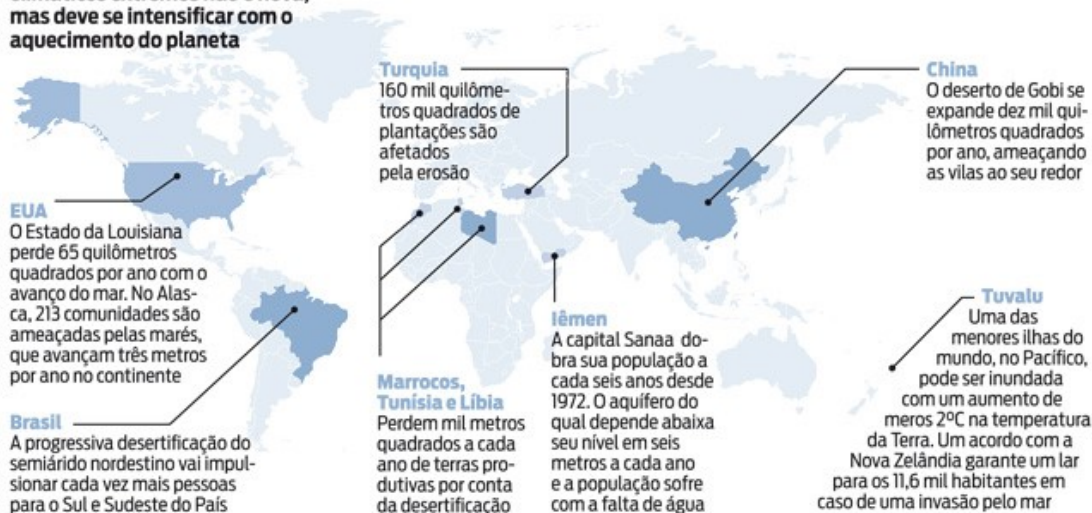 mas deve se intensificar com o
aquecimento do planeta
Turquia
160 mil quilôme-
tros quadrados de
plantações são
afetados
pela erosão
China
O deserto de Gobi se
expande dez mil qui-
lômetros quadrados
por ano, ameaçando
as vilas ao seu redor
EUA
O Estado da Louisiana
perde 65 quilômetros
quadrados por ano com o
avanço do mar. No Alas-
ca, 213 comunidades são
ameaçadas pelas marés,
que avançam três metros
por ano no continente
Brasil
A progressiva desertificação do
semiárido nordestino vai impul-
sionar cada vez mais pessoas
para o Sul e Sudeste do País
Marrocos,
Tunísia e Líbia
Perdem mil metros
quadrados a cada
ano de terras pro-
dutivas por conta
da desertificação
Iêmen
A capital Sanaa do-
bra sua população a
cada seis anos desde
1972. O aquífero do
qual depende abaixa
seu nível em seis
metros a cada ano
e a população sofre
com a falta de água
Tuvalu
Uma das
menores ilhas do
mundo, no Pacífico,
pode ser inundada
com um aumento de
meros 2ºC na temperatura
da Terra. Um acordo com a
Nova Zelândia garante um lar
para os 11,6 mil habitantes em
caso de uma invasão pelo mar